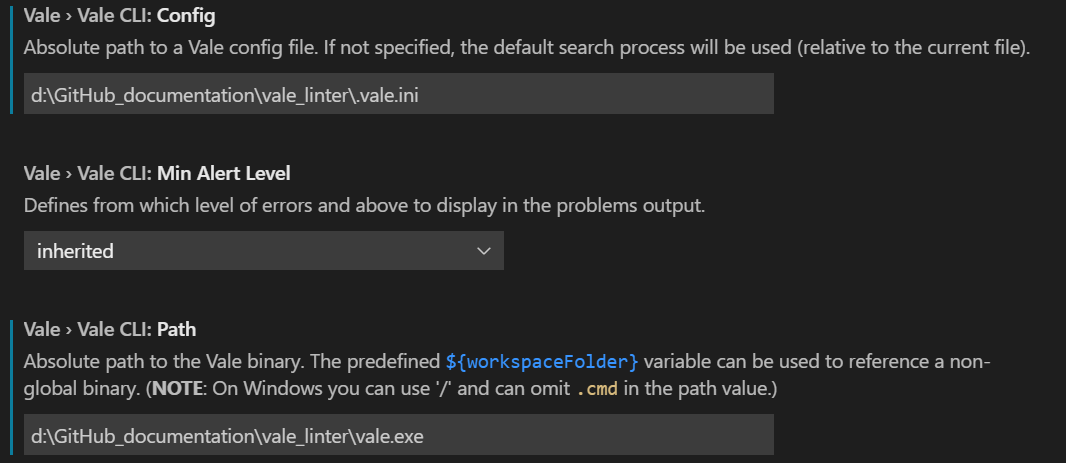 Vale › Vale CLI: Config
Absolute path to a Vale config file. If not specified, the default search process will be used (relative to the current file).
d:\GitHub_documentation\vale_linter\.vale.ini
Vale › Vale CLI: Min Alert Level
Defines from which level of errors and above to display in the problems output.
inherited
Vale › Vale CLI: Path
Absolute path to the Vale binary. The predefined ${workspaceFolder} variable can be used to reference a non-
global binary. (NOTE: On Windows you can use '/' and can omit .cmd in the path value.)
d:\GitHub_documentation\vale_linter\vale.exe